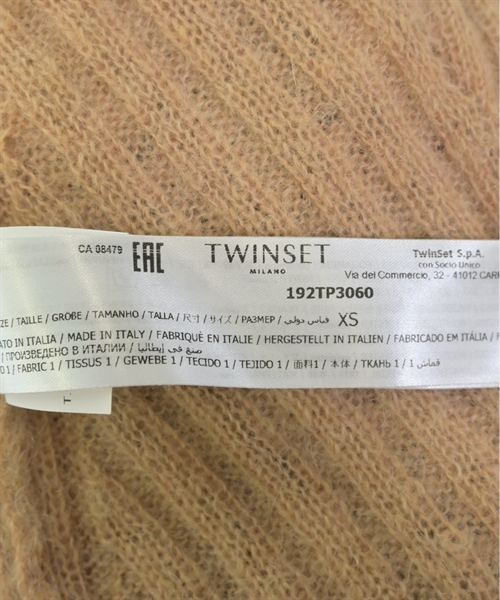 CA 08479 EAC TWINSET TwinSet S.p.A.
MILANO con Socio Unico
Via del Commercio, 32 - 41012 CARP
192TP3060
ZE / TAILLE / GRÖBE / TAMANHO / TALLA / 尺寸 / サイズ / РАЗМЕР / قياس دولي XS
ATO IN ITALIA / MADE IN ITALY / FABRIQUÉ EN ITALIE / HERGESTELLT IN ITALIEN / FABRICADO EM ITÁLIA / F
/ ПРОИЗВЕДЕНО В ИТАЛИИ / صنع في إيطاليا
O 1 / FABRIC 1 / TISSUS 1 / GEWEBE 1 / TECIDO 1 / TEJIDO 1 / 面料1 / 本体 / ТКАНЬ 1 / قماش 1
T.